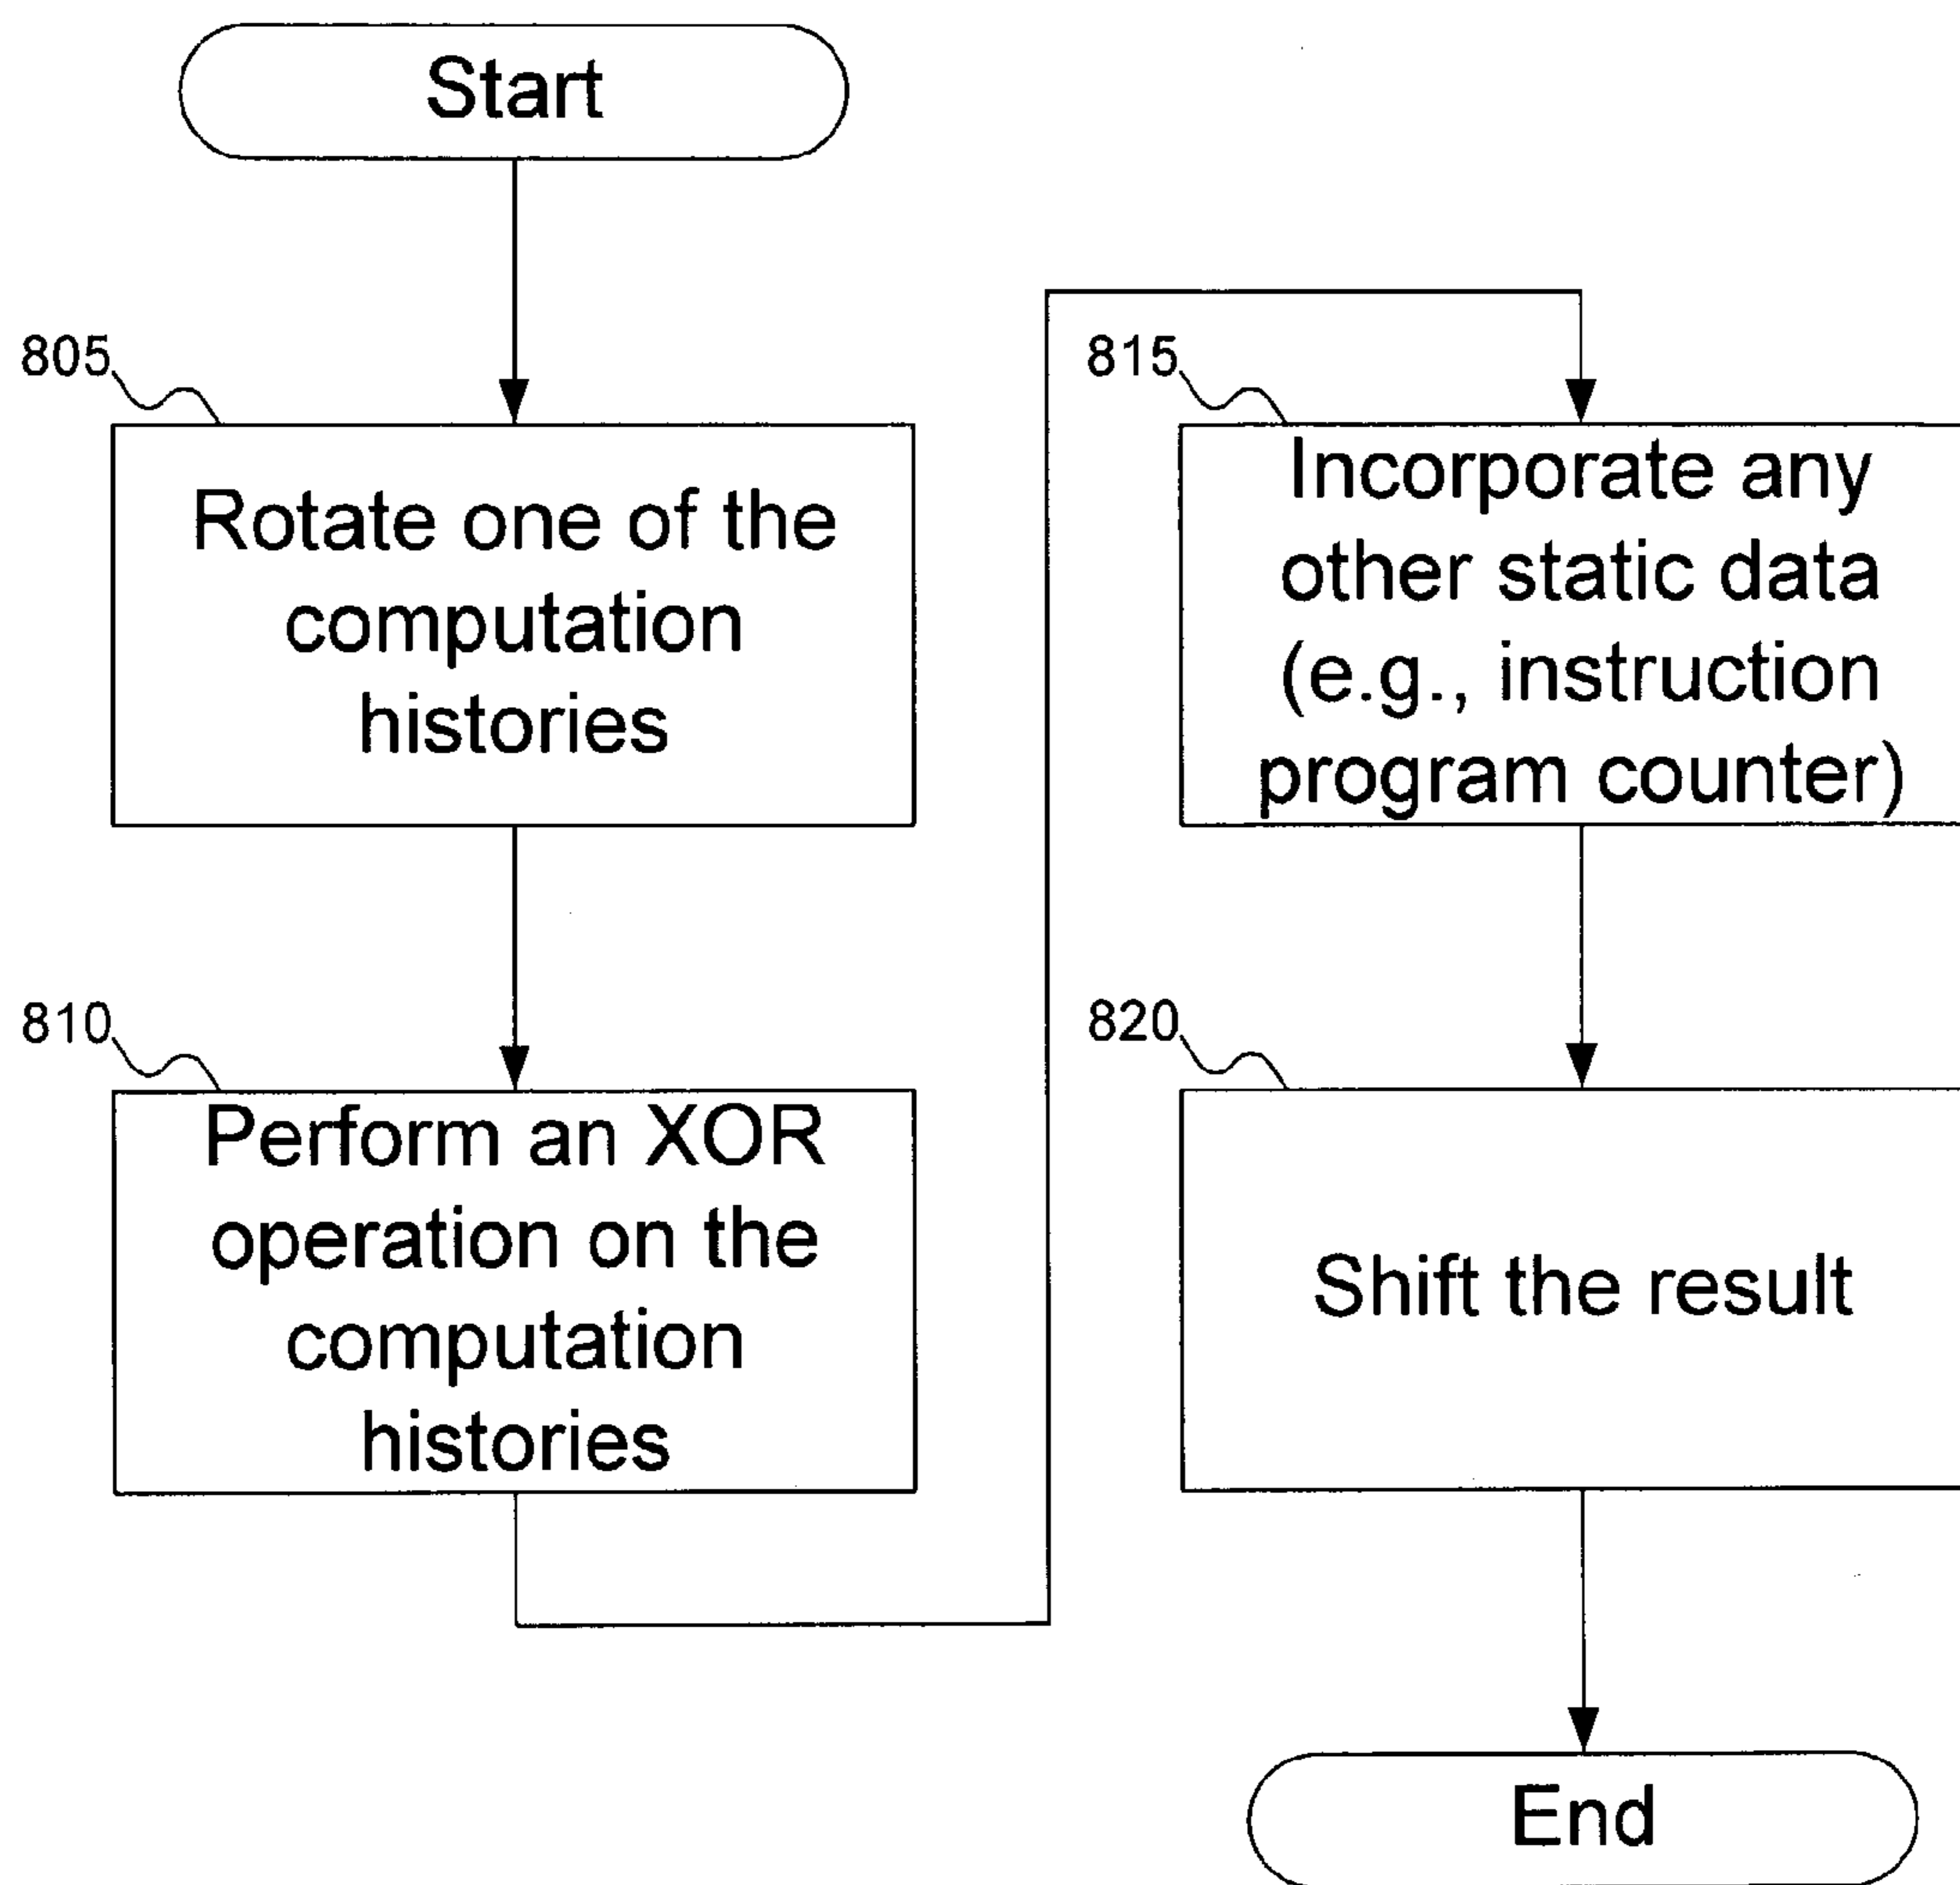 Start
805
Rotate one of the
computation
histories
810
Perform an XOR
operation on the
computation
histories
815
Incorporate any
other static data
(e.g., instruction
program counter)
820
Shift the result
End